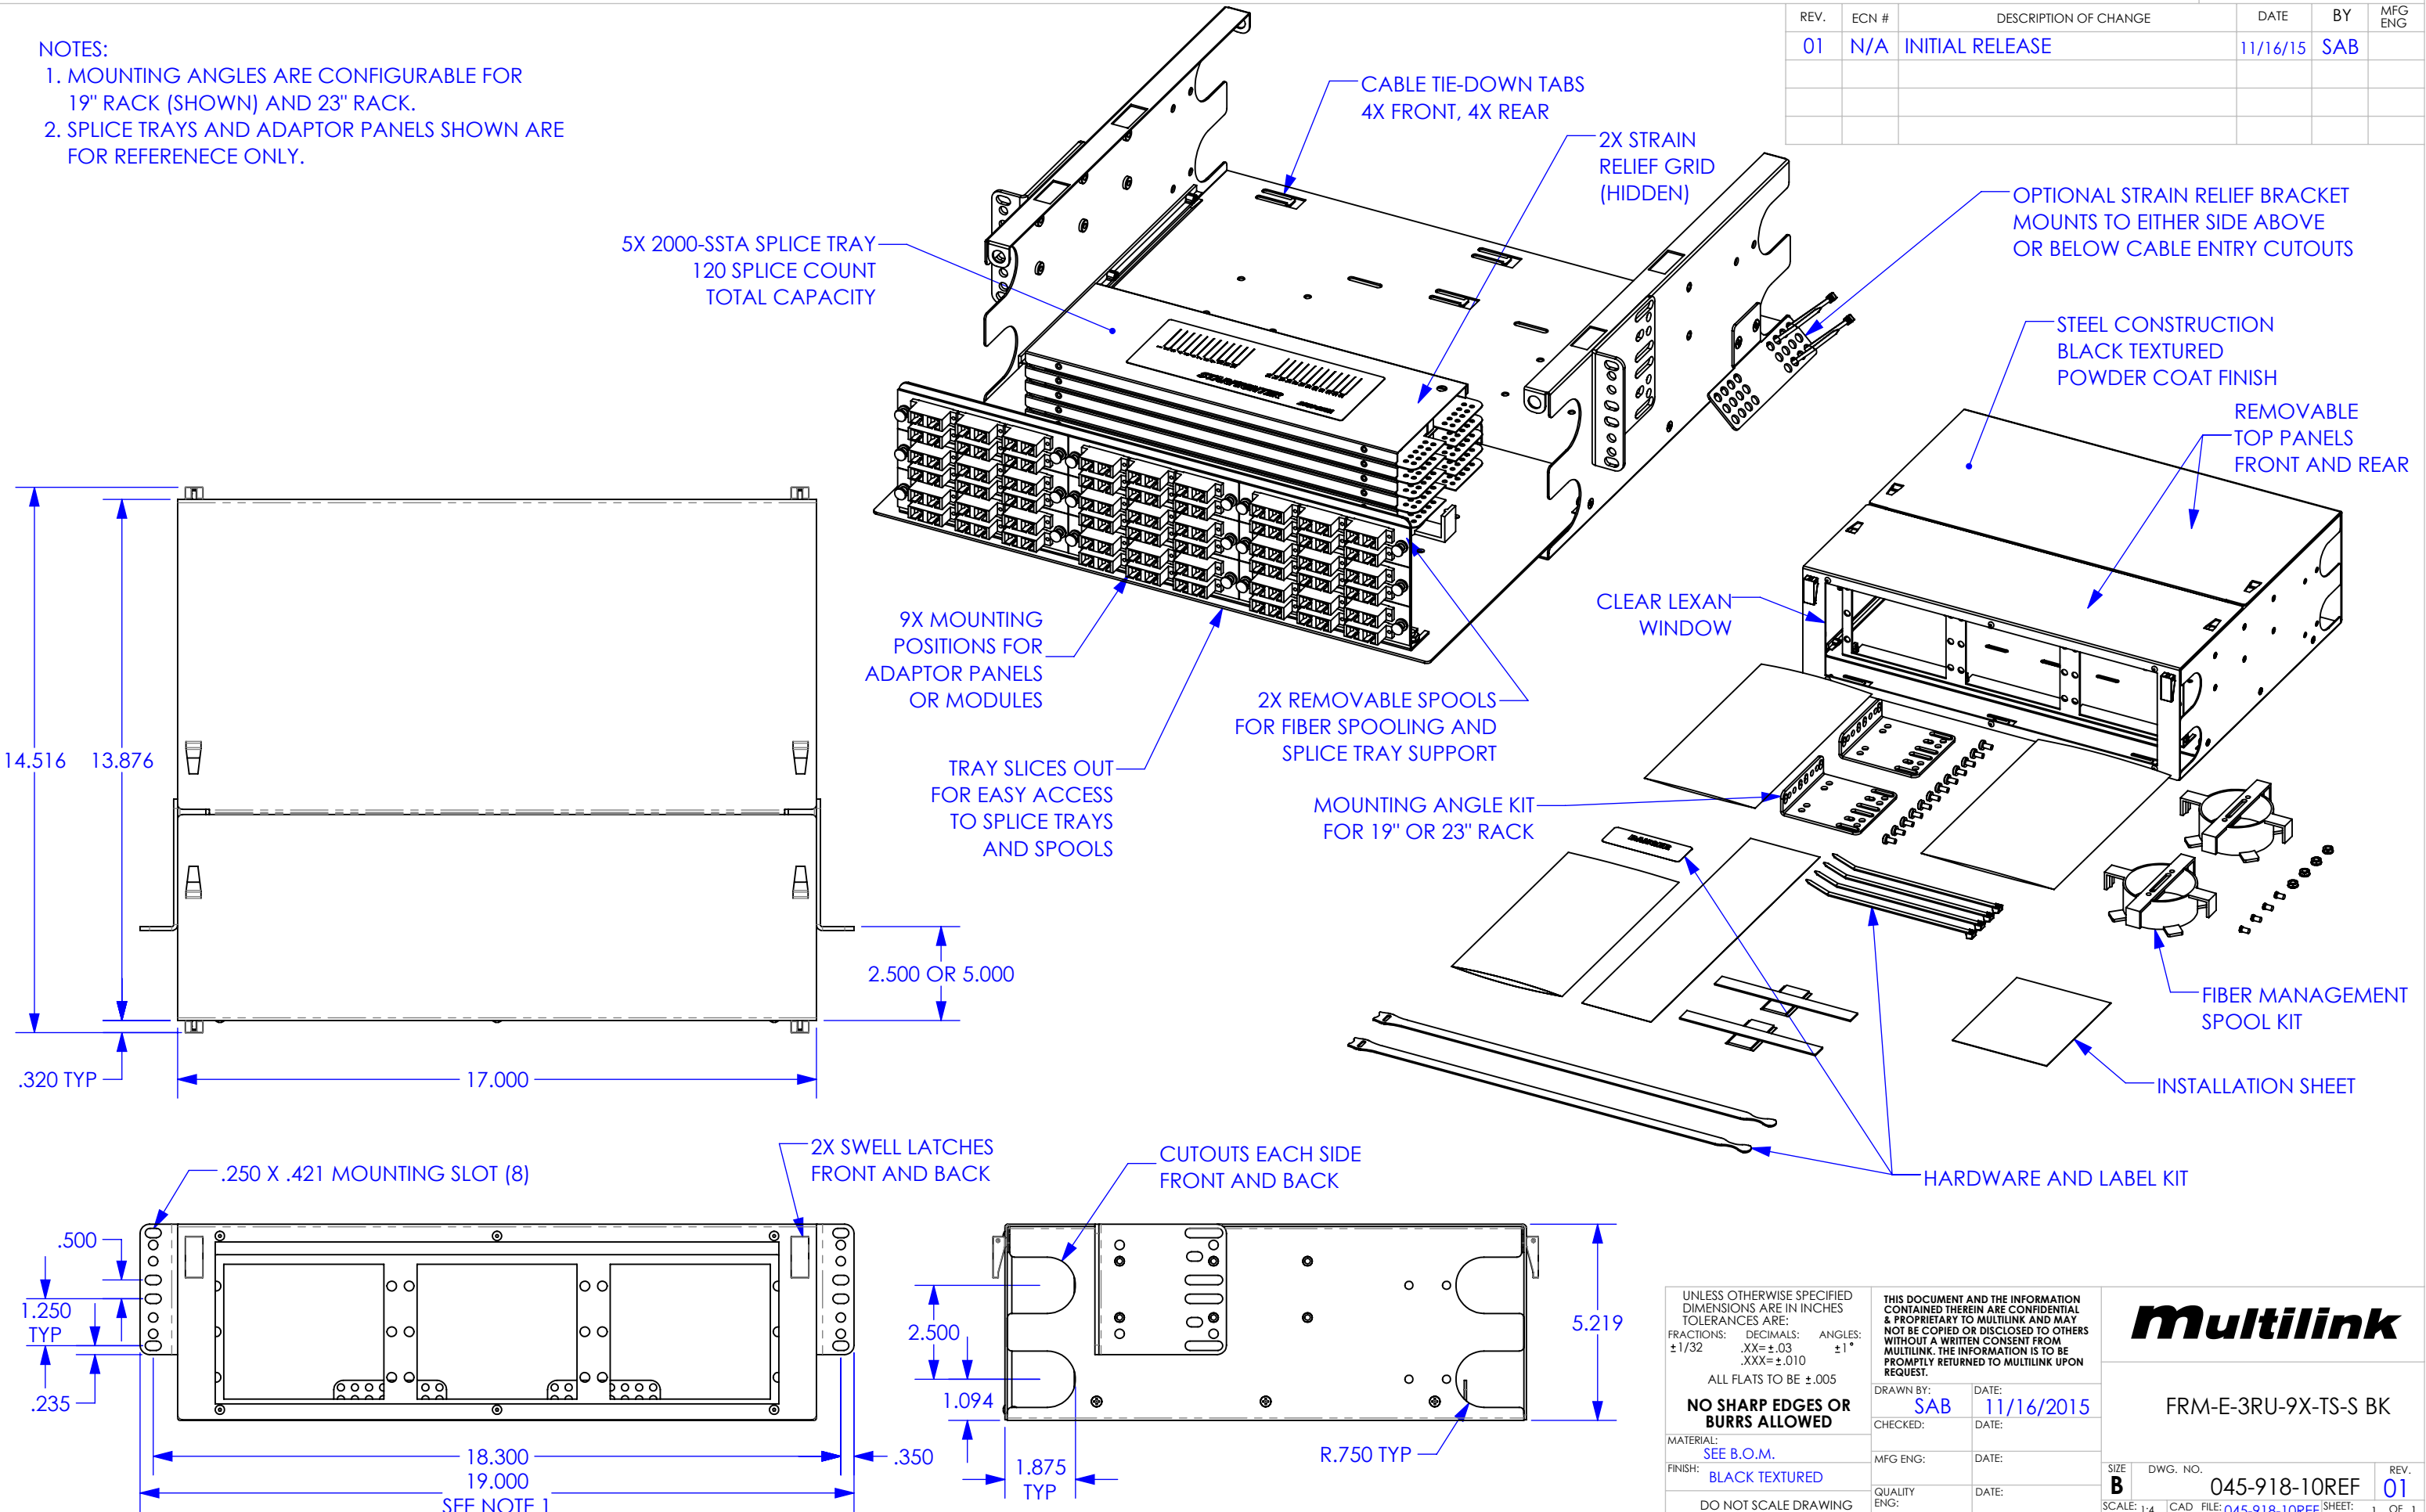 NOTES:
1. MOUNTING ANGLES ARE CONFIGURABLE FOR
19" RACK (SHOWN) AND 23" RACK.
2. SPLICE TRAYS AND ADAPTOR PANELS SHOWN ARE
FOR REFERENECE ONLY.
REV. ECN # DESCRIPTION OF CHANGE DATE BY MFG ENG
01 N/A INITIAL RELEASE 11/16/15 SAB
CABLE TIE-DOWN TABS
4X FRONT, 4X REAR
2X STRAIN
RELIEF GRID
(HIDDEN)
OPTIONAL STRAIN RELIEF BRACKET
MOUNTS TO EITHER SIDE ABOVE
OR BELOW CABLE ENTRY CUTOUTS
5X 2000-SSTA SPLICE TRAY
120 SPLICE COUNT
TOTAL CAPACITY
STEEL CONSTRUCTION
BLACK TEXTURED
POWDER COAT FINISH
REMOVABLE
TOP PANELS
FRONT AND REAR
CLEAR LEXAN
WINDOW
9X MOUNTING
POSITIONS FOR
ADAPTOR PANELS
OR MODULES
2X REMOVABLE SPOOLS
FOR FIBER SPOOLING AND
SPLICE TRAY SUPPORT
TRAY SLICES OUT
FOR EASY ACCESS
TO SPLICE TRAYS
AND SPOOLS
MOUNTING ANGLE KIT
FOR 19" OR 23" RACK
14.516
13.876
2.500 OR 5.000
.320 TYP
17.000
FIBER MANAGEMENT
SPOOL KIT
INSTALLATION SHEET
HARDWARE AND LABEL KIT
.250 X .421 MOUNTING SLOT (8)
2X SWELL LATCHES
FRONT AND BACK
CUTOUTS EACH SIDE
FRONT AND BACK
.500
1.250
TYP
.235
18.300
.350
19.000
SEE NOTE 1
2.500
1.094
1.875
TYP
R.750 TYP
5.219
UNLESS OTHERWISE SPECIFIED
DIMENSIONS ARE IN INCHES
TOLERANCES ARE:
FRACTIONS: DECIMALS: ANGLES:
±1/32 .XX=±.03 ±1°
.XXX=±.010
ALL FLATS TO BE ±.005
NO SHARP EDGES OR
BURRS ALLOWED
MATERIAL:
SEE B.O.M.
FINISH:
BLACK TEXTURED
DO NOT SCALE DRAWING
THIS DOCUMENT AND THE INFORMATION
CONTAINED THEREIN ARE CONFIDENTIAL
& PROPRIETARY TO MULTILINK AND MAY
NOT BE COPIED OR DISCLOSED TO OTHERS
WITHOUT A WRITTEN CONSENT FROM
MULTILINK. THE INFORMATION IS TO BE
PROMPTLY RETURNED TO MULTILINK UPON
REQUEST.
DRAWN BY: DATE:
SAB 11/16/2015
CHECKED: DATE:
MFG ENG: DATE:
QUALITY ENG: DATE:
Multilink
FRM-E-3RU-9X-TS-S BK
SIZE DWG. NO. REV.
B 045-918-10REF 01
SCALE: 1:4 CAD FILE: 045-918-10REF SHEET: 1 OF 1